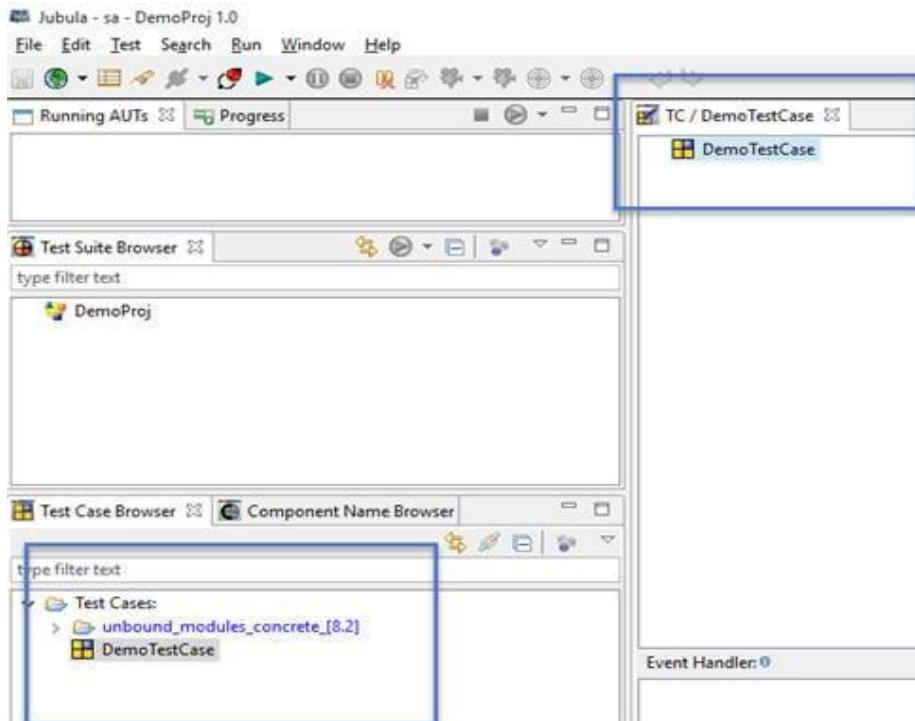 Jubula - sa - DemoProj 1.0
File Edit Test Search Run Window Help
Running AUTs Progress
TC / DemoTestCase
DemoTestCase
Test Suite Browser
type filter text
DemoProj
Test Case Browser Component Name Browser
type filter text
Test Cases:
unbound_modules_concrete_[8.2]
DemoTestCase
Event Handler: